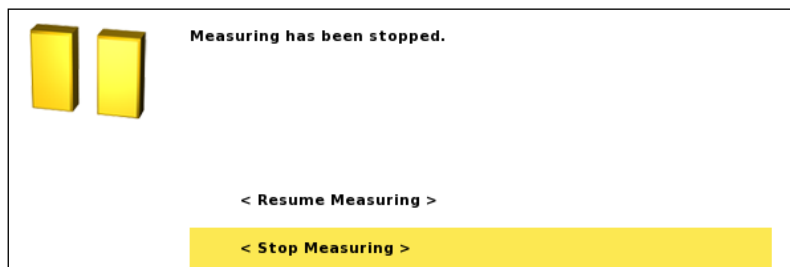 Measuring has been stopped.
< Resume Measuring >
< Stop Measuring >